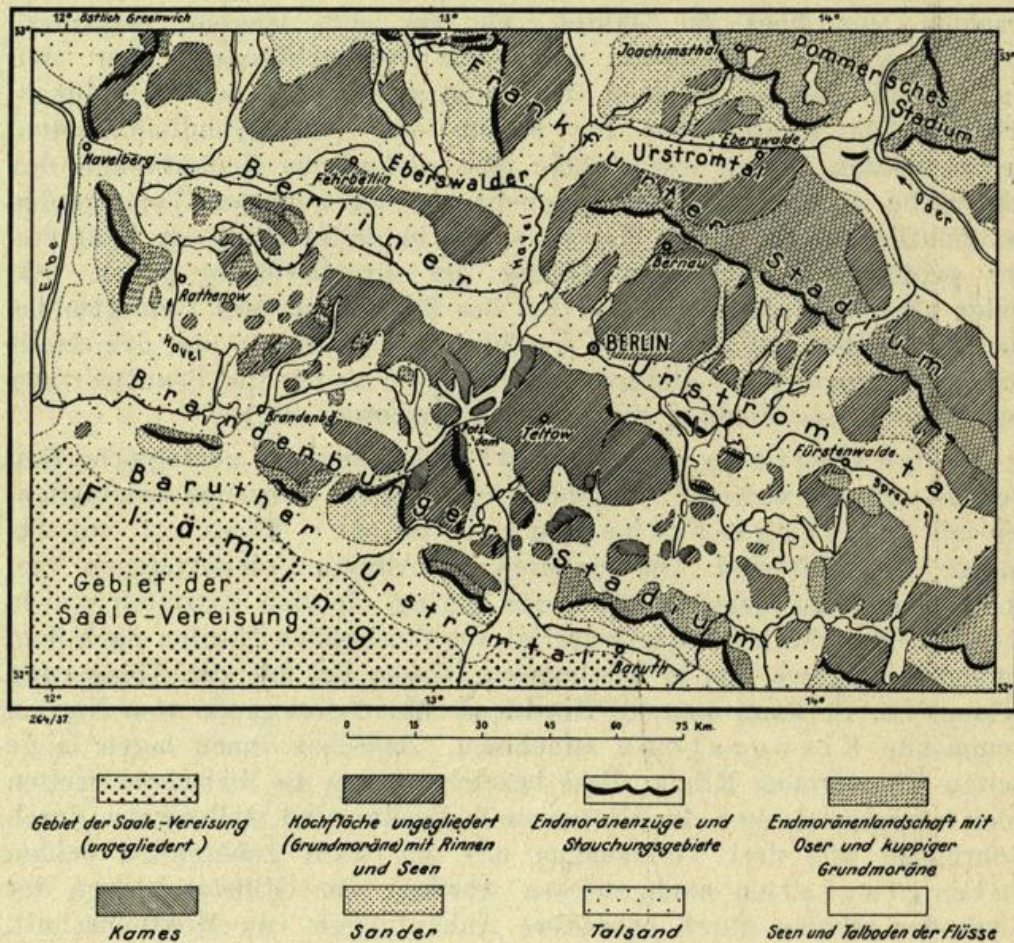 12° östlich Greenwich
13°
14°
53°
53°
Joachimsthal
Pommerisches
Stadium
Frankfurter Stadium
Havelberg
Eberswalde
Urstromtal
Fehrbellin
Eberswalder
Berliner
Oder
Elbe
Havel
Bernau
Rathenow
Havel
BERLIN
Urstromtal
Brandenbg.
Brandenburger Stadium
Potsdam
Teltow
Fürstenwalde
Spree
Baruther Urstromtal
Fläming
Gebiet der
Saale-Vereisung
Baruth
52°
52°
12°
13°
14°
264/37
0 15 30 45 60 75 Km.
Gebiet der Saale-Vereisung
(ungegliedert)
Hochfläche ungegliedert
(Grundmoräne) mit Rinnen
und Seen
Endmoränenzüge und
Stauchungsgebiete
Endmoränenlandschaft mit
Oser und kuppiger
Grundmoräne
Kames
Sander
Talsand
Seen und Talboden der Flüsse